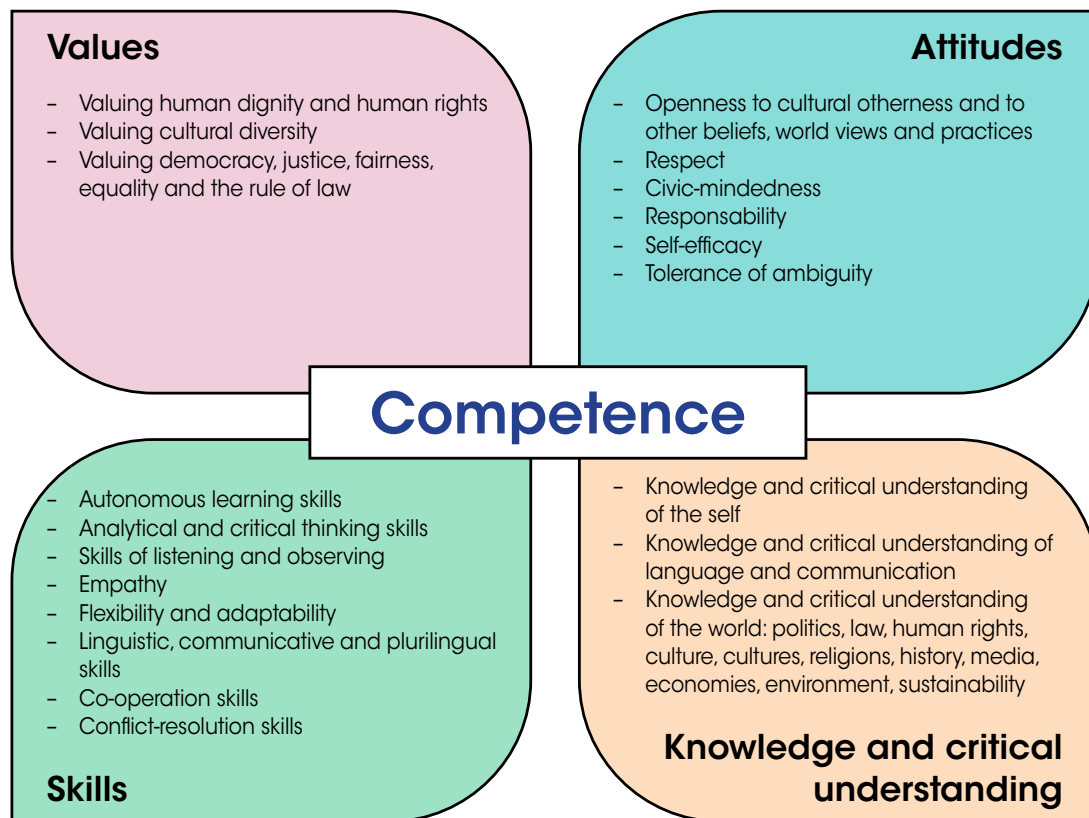 Values
– Valuing human dignity and human rights
– Valuing cultural diversity
– Valuing democracy, justice, fairness,
equality and the rule of law
Attitudes
– Openness to cultural otherness and to
other beliefs, world views and practices
– Respect
– Civic-mindedness
– Responsability
– Self-efficacy
– Tolerance of ambiguity
Competence
– Autonomous learning skills
– Analytical and critical thinking skills
– Skills of listening and observing
– Empathy
– Flexibility and adaptability
– Linguistic, communicative and plurilingual
skills
– Co-operation skills
– Conflict-resolution skills
Skills
– Knowledge and critical understanding
of the self
– Knowledge and critical understanding of
language and communication
– Knowledge and critical understanding
of the world: politics, law, human rights,
culture, cultures, religions, history, media,
economies, environment, sustainability
Knowledge and critical
understanding